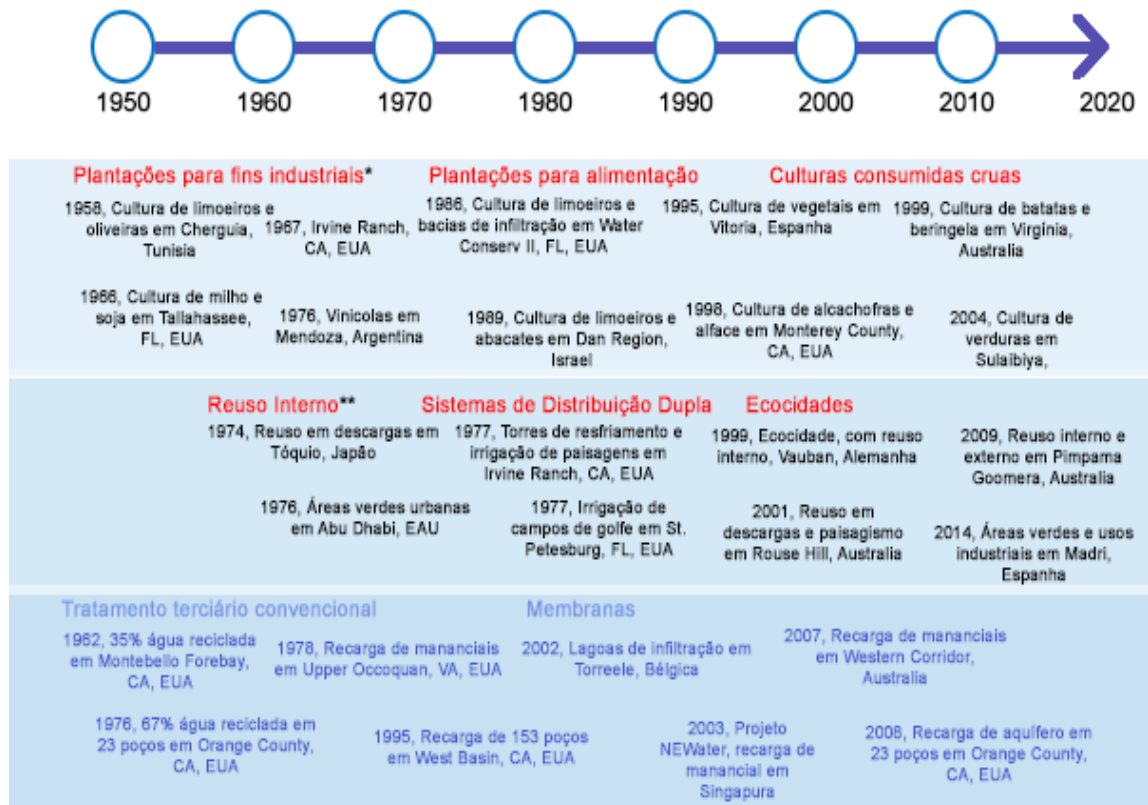 1950 1960 1970 1980 1990 2000 2010 2020
Plantações para fins industriais*
1958, Cultura de limoeiros e
oliveiras em Cherguia,
Tunisia
1967, Irvine Ranch,
CA, EUA
1966, Cultura de milho e
soja em Tallahassee,
FL, EUA
1976, Vinicolas em
Mendoza, Argentina
Plantações para alimentação
1986, Cultura de limoeiros e
bacias de infiltração em Water
Conserv II, FL, EUA
1989, Cultura de limoeiros e
abacates em Dan Region,
Israel
Culturas consumidas cruas
1995, Cultura de vegetais em
Vitoria, Espanha
1999, Cultura de batatas e
beringela em Virginia,
Australia
1998, Cultura de alcachofras e
alface em Monterey County,
CA, EUA
2004, Cultura de
verduras em
Sulaibiya,
Reuso Interno**
1974, Reuso em descargas em
Tóquio, Japão
1976, Áreas verdes urbanas
em Abu Dhabi, EAU
Sistemas de Distribuição Dupla
1977, Torres de resfriamento e
irrigação de paisagens em
Irvine Ranch, CA, EUA
1977, Irrigação de
campos de golfe em St.
Petesburg, FL, EUA
Ecocidades
1999, Ecocidade, com reuso
interno, Vauban, Alemanha
2009, Reuso interno e
externo em Pimpama
Goomera, Australia
2001, Reuso em
descargas e paisagismo
em Rouse Hill, Australia
2014, Áreas verdes e usos
industriais em Madri,
Espanha
Tratamento terciário convencional
1962, 35% água reciclada
em Montebello Forebay,
CA, EUA
1978, Recarga de mananciais
em Upper Occoquan, VA, EUA
1976, 67% água reciclada em
23 poços em Orange County,
CA, EUA
1995, Recarga de 153 poços
em West Basin, CA, EUA
Membranas
2002, Lagoas de infiltração em
Torreele, Bélgica
2007, Recarga de mananciais
em Western Corridor,
Australia
2003, Projeto
NEWater, recarga de
manancial em
Singapura
2008, Recarga de aquífero em
23 poços em Orange County,
CA, EUA